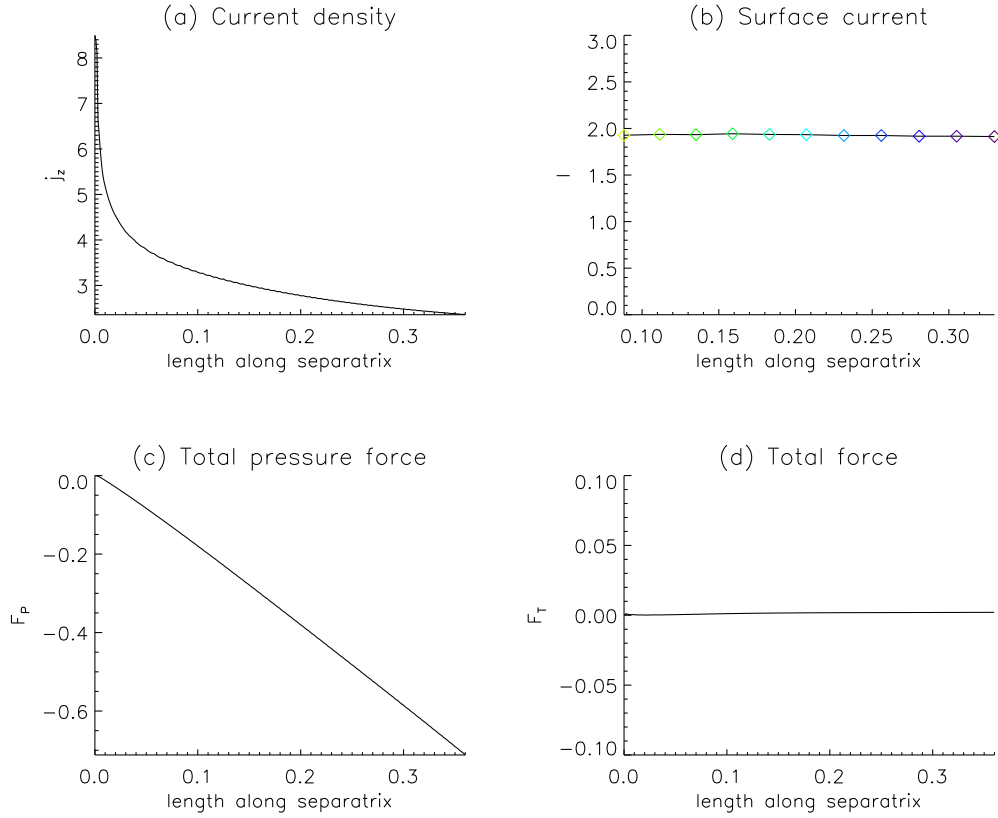 (a) Current density
8
7
6
5
4
3
j_z
0.0 0.1 0.2 0.3
length along separatrix
(b) Surface current
3.0
2.5
2.0
1.5
1.0
0.5
0.0
I
0.10 0.15 0.20 0.25 0.30
length along separatrix
(c) Total pressure force
0.0
−0.2
−0.4
−0.6
F_P
0.0 0.1 0.2 0.3
length along separatrix
(d) Total force
0.10
0.05
0.00
−0.05
−0.10
F_T
0.0 0.1 0.2 0.3
length along separatrix